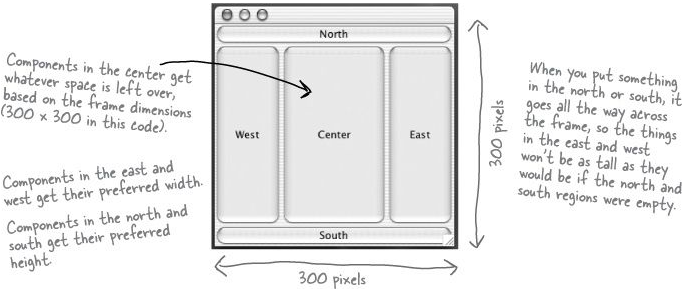 Components in the center get
whatever space is left over,
based on the frame dimensions
(300 x 300 in this code).
Components in the east and
west get their preferred width.
Components in the north and
south get their preferred
height.
North
West
Center
East
South
300 pixels
300 pixels
When you put something
in the north or south, it
goes all the way across
the frame, so the things
in the east and west
won't be as tall as they
would be if the north and
south regions were empty.